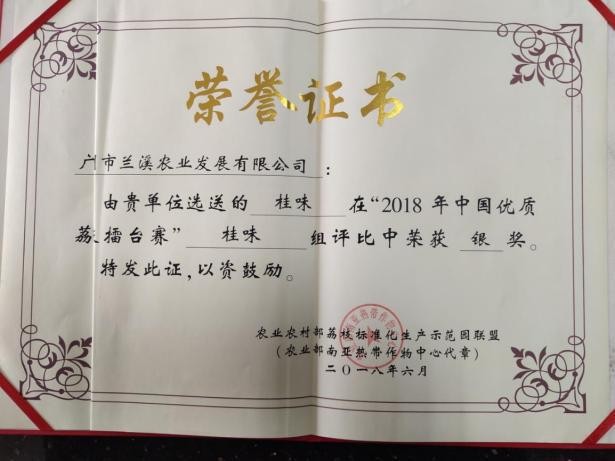 荣誉证书
广市兰溪农业发展有限公司：
由贵单位选送的 桂味 在“2018年中国优质
荔擂台赛” 桂味 组评比中荣获 银 奖。
特发此证，以资鼓励。
农业农村部荔枝标准化生产示范园联盟
（农业部南亚热带作物中心代章）
二〇一八年六月